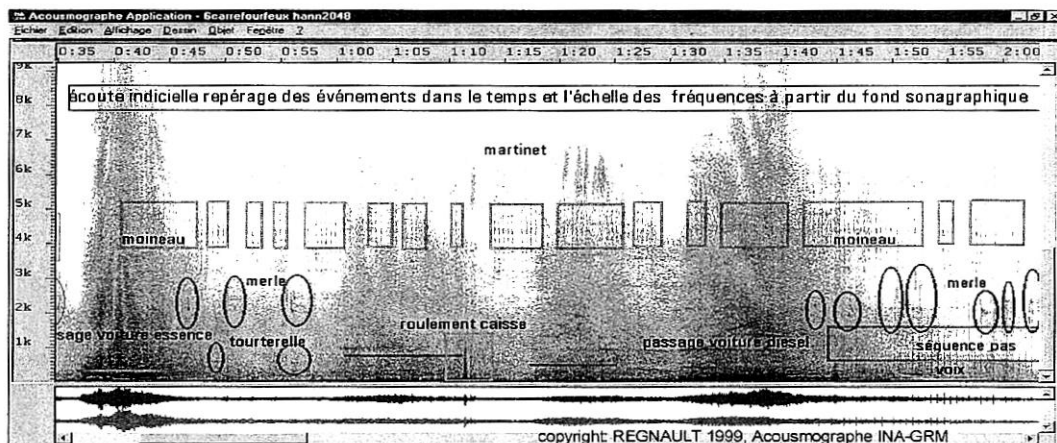 Acousmographe Application - 6carrefourfeux hann2048
Fichier Edition Affichage Dessin Objet Fenêtre ?
0:35 0:40 0:45 0:50 0:55 1:00 1:05 1:10 1:15 1:20 1:25 1:30 1:35 1:40 1:45 1:50 1:55 2:00
9k
écoute indicielle repérage des événements dans le temps et l'échelle des fréquences à partir du fond sonagraphique
8k
7k
martinet
6k
5k
4k
moineau moineau
3k
merle merle
2k
roulement caisse
sage voiture essence
tourterelle passage voiture diesel séquence pas
1k
voix
copyright: REGNAULT 1999, Acousmographe INA-GRM